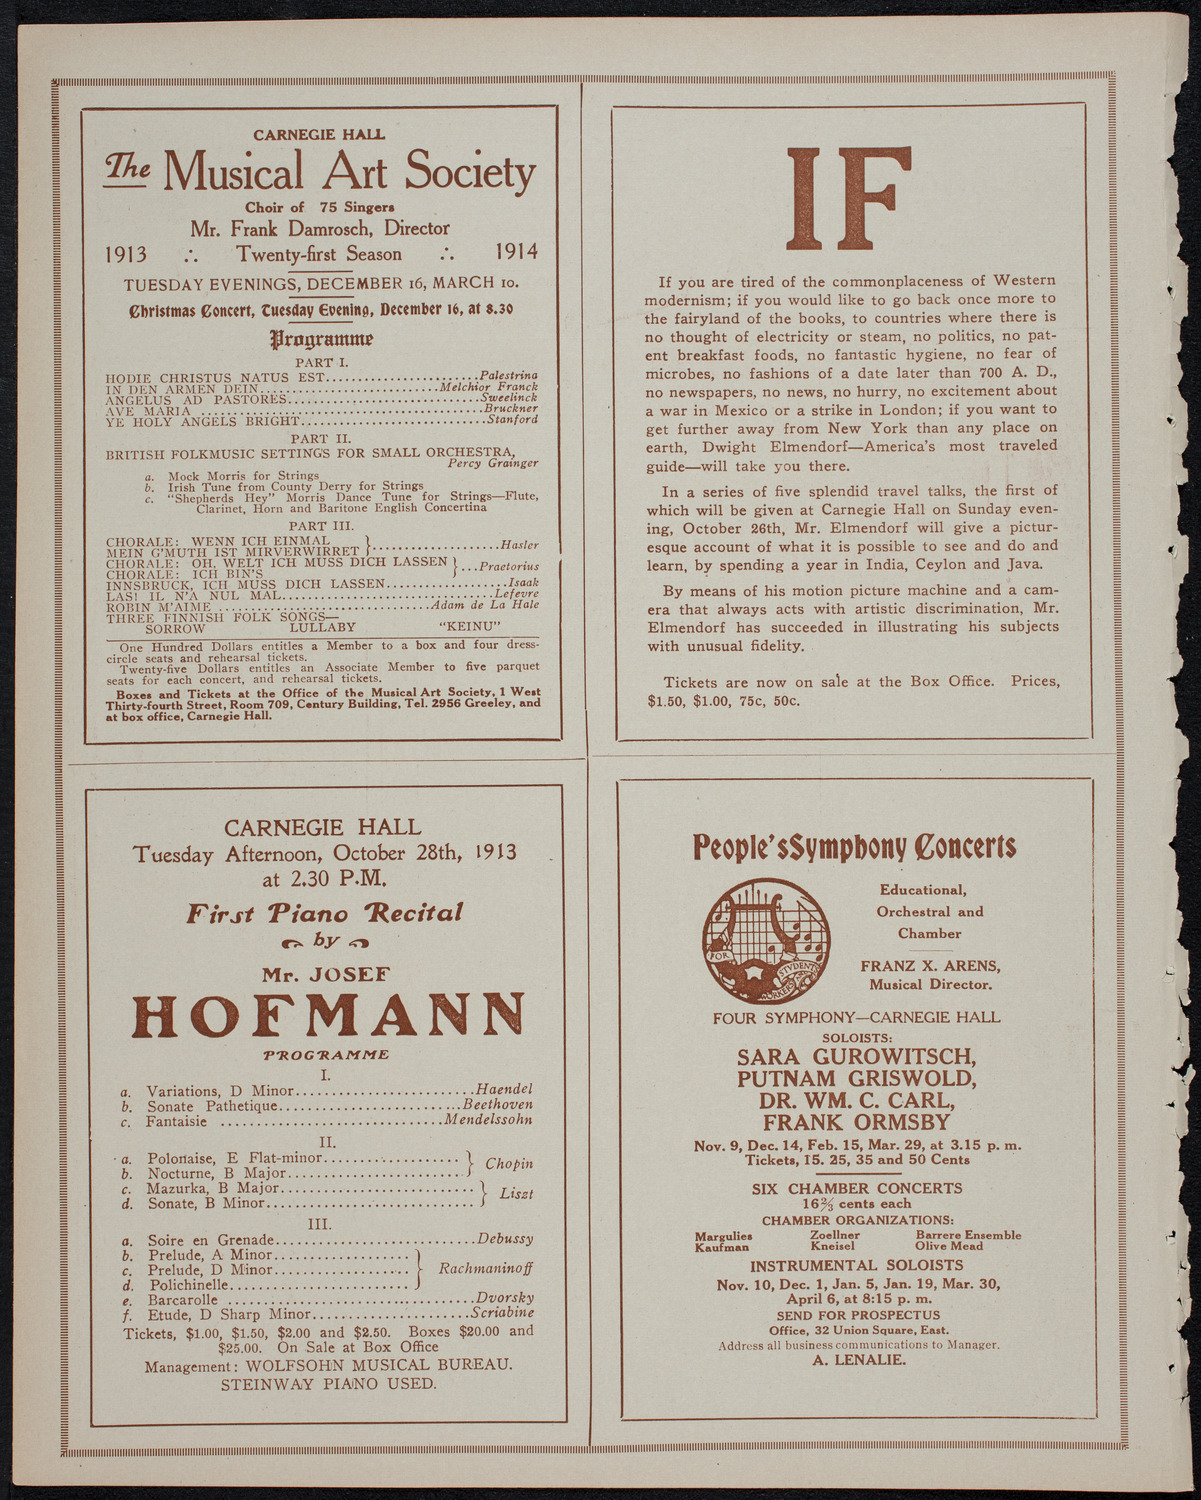 CARNEGIE HALL
The Musical Art Society
Choir of 75 Singers
Mr. Frank Damrosch, Director
1913 ∴ Twenty-first Season ∴ 1914
TUESDAY EVENINGS, DECEMBER 16, MARCH 10.
Christmas Concert, Tuesday Evening, December 16, at 8.30
Programme
PART I.
HODIE CHRISTUS NATUS EST........................Palestrina
IN DEN ARMEN DEIN............................Melchior Franck
ANGELUS AD PASTORES..............................Sweelinck
AVE MARIA ............................................Bruckner
YE HOLY ANGELS BRIGHT.............................Stanford
PART II.
BRITISH FOLKMUSIC SETTINGS FOR SMALL ORCHESTRA,
Percy Grainger
a. Mock Morris for Strings
b. Irish Tune from County Derry for Strings
c. "Shepherds Hey" Morris Dance Tune for Strings—Flute,
Clarinet, Horn and Baritone English Concertina
PART III.
CHORALE: WENN ICH EINMAL
MEIN G'MUTH IST MIRVERWIRRET }....................Hasler
CHORALE: OH, WELT ICH MUSS DICH LASSEN
CHORALE: ICH BIN'S }...Praetorius
INNSBRUCK, ICH MUSS DICH LASSEN...................Isaak
LAS! IL N'A NUL MAL.................................Lefevre
ROBIN M'AIME .................................Adam de La Hale
THREE FINNISH FOLK SONGS—
SORROW LULLABY "KEINU"
One Hundred Dollars entitles a Member to a box and four dress-
circle seats and rehearsal tickets.
Twenty-five Dollars entitles an Associate Member to five parquet
seats for each concert, and rehearsal tickets.
Boxes and Tickets at the Office of the Musical Art Society, 1 West
Thirty-fourth Street, Room 709, Century Building, Tel. 2956 Greeley, and
at box office, Carnegie Hall.
IF
If you are tired of the commonplaceness of Western
modernism; if you would like to go back once more to
the fairyland of the books, to countries where there is
no thought of electricity or steam, no politics, no pat-
ent breakfast foods, no fantastic hygiene, no fear of
microbes, no fashions of a date later than 700 A. D.,
no newspapers, no news, no hurry, no excitement about
a war in Mexico or a strike in London; if you want to
get further away from New York than any place on
earth, Dwight Elmendorf—America's most traveled
guide—will take you there.
In a series of five splendid travel talks, the first of
which will be given at Carnegie Hall on Sunday even-
ing, October 26th, Mr. Elmendorf will give a pictur-
esque account of what it is possible to see and do and
learn, by spending a year in India, Ceylon and Java.
By means of his motion picture machine and a cam-
era that always acts with artistic discrimination, Mr.
Elmendorf has succeeded in illustrating his subjects
with unusual fidelity.
Tickets are now on sale at the Box Office. Prices,
$1.50, $1.00, 75c, 50c.
CARNEGIE HALL
Tuesday Afternoon, October 28th, 1913
at 2.30 P.M.
First Piano Recital
by
Mr. JOSEF
HOFMANN
PROGRAMME
I.
a. Variations, D Minor..........................Haendel
b. Sonate Pathetique..........................Beethoven
c. Fantaisie ................................Mendelssohn
II.
a. Polonaise, E Flat-minor....................
b. Nocturne, B Major.......................... } Chopin
c. Mazurka, B Major............................
d. Sonate, B Minor.............................. } Liszt
III.
a. Soire en Grenade.............................Debussy
b. Prelude, A Minor...................
c. Prelude, D Minor................... } Rachmaninoff
d. Polichinelle..........................
e. Barcarolle ....................................Dvorsky
f. Etude, D Sharp Minor.......................Scriabine
Tickets, $1.00, $1.50, $2.00 and $2.50. Boxes $20.00 and
$25.00. On Sale at Box Office
Management: WOLFSOHN MUSICAL BUREAU.
STEINWAY PIANO USED.
People'sSymphony Concerts
FOR STVDENTS WORKERS
Educational,
Orchestral and
Chamber
FRANZ X. ARENS,
Musical Director.
FOUR SYMPHONY—CARNEGIE HALL
SOLOISTS:
SARA GUROWITSCH,
PUTNAM GRISWOLD,
DR. WM. C. CARL,
FRANK ORMSBY
Nov. 9, Dec. 14, Feb. 15, Mar. 29, at 3.15 p. m.
Tickets, 15. 25, 35 and 50 Cents
SIX CHAMBER CONCERTS
16⅔ cents each
CHAMBER ORGANIZATIONS:
Margulies Zoellner Barrere Ensemble
Kaufman Kneisel Olive Mead
INSTRUMENTAL SOLOISTS
Nov. 10, Dec. 1, Jan. 5, Jan. 19, Mar. 30,
April 6, at 8:15 p. m.
SEND FOR PROSPECTUS
Office, 32 Union Square, East.
Address all business communications to Manager.
A. LENALIE.